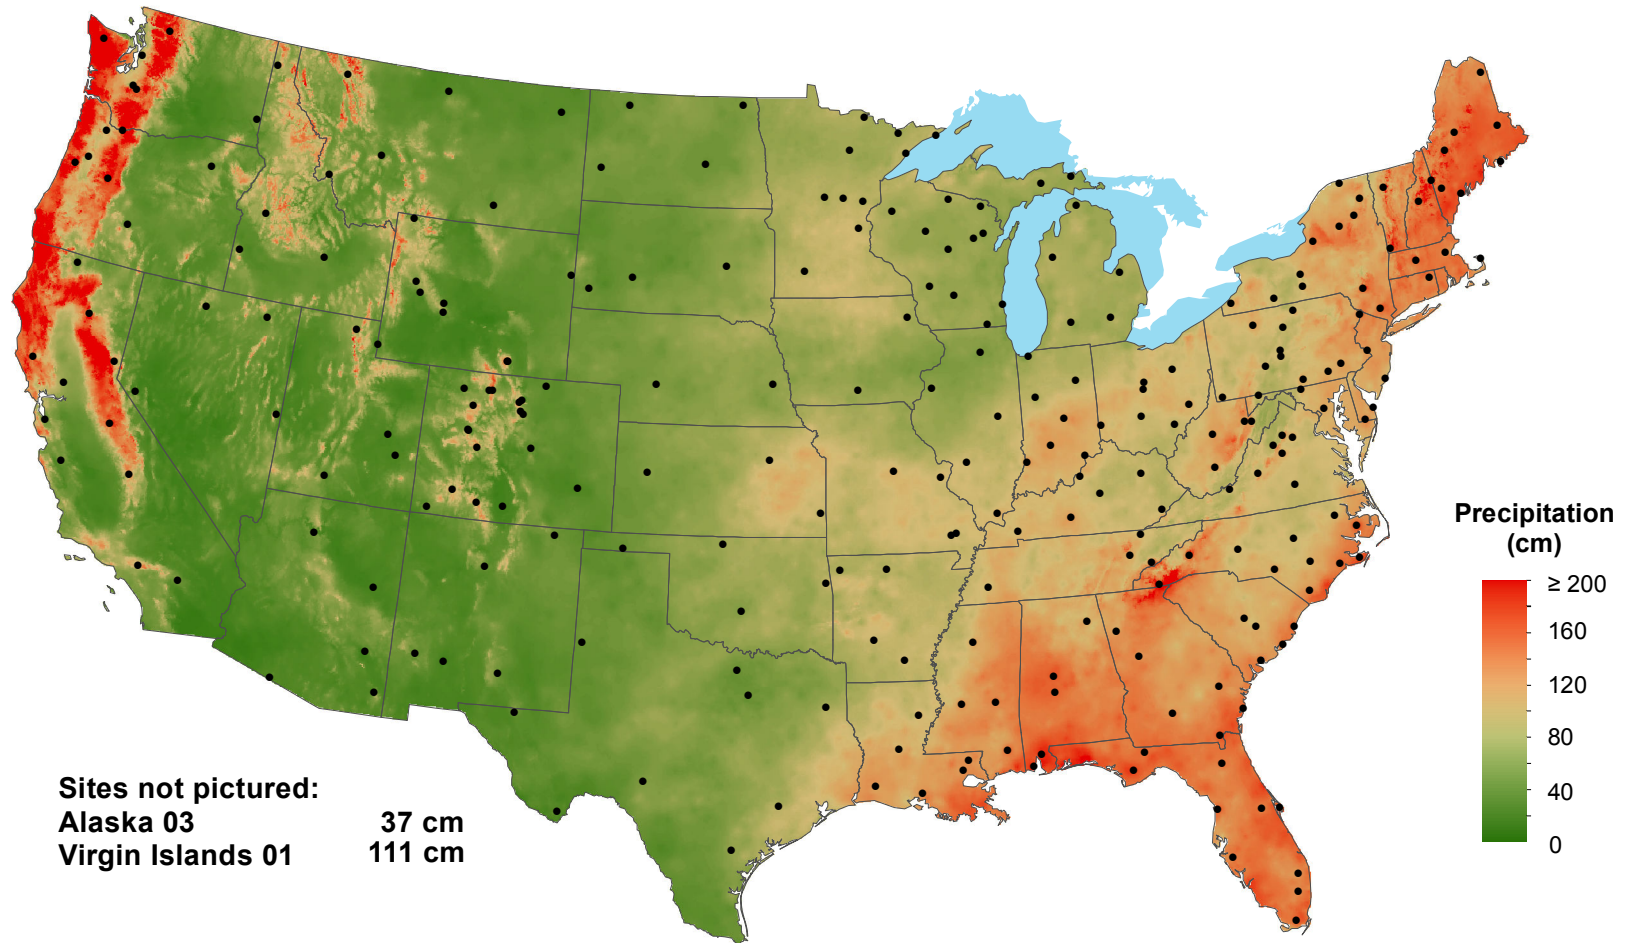 Precipitation
(cm)
≥ 200
160
120
80
40
0
Sites not pictured:
Alaska 03 37 cm
Virgin Islands 01 111 cm